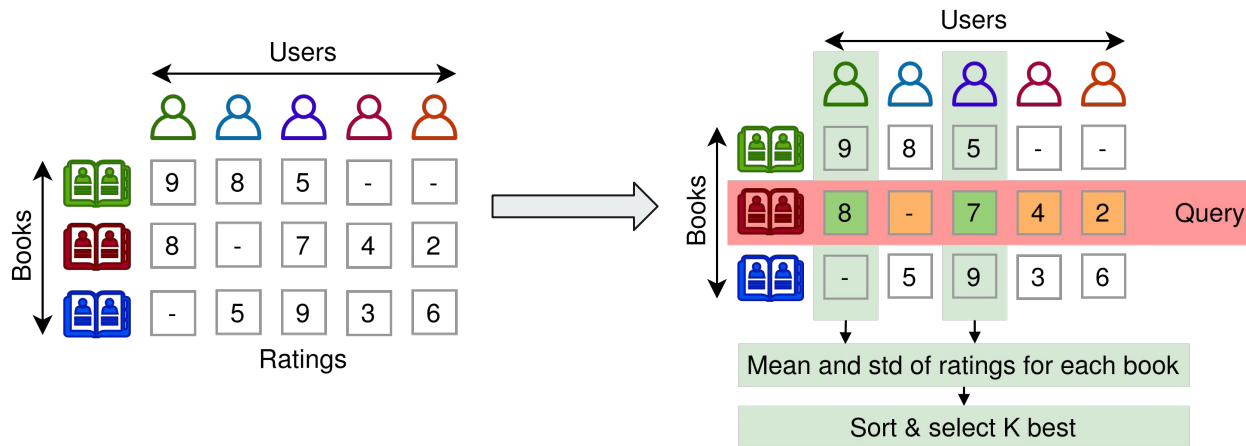 Users
Books
9 8 5 - -
8 - 7 4 2
- 5 9 3 6
Ratings
Users
Books
9 8 5 - -
8 - 7 4 2 Query
- 5 9 3 6
Mean and std of ratings for each book
Sort & select K best